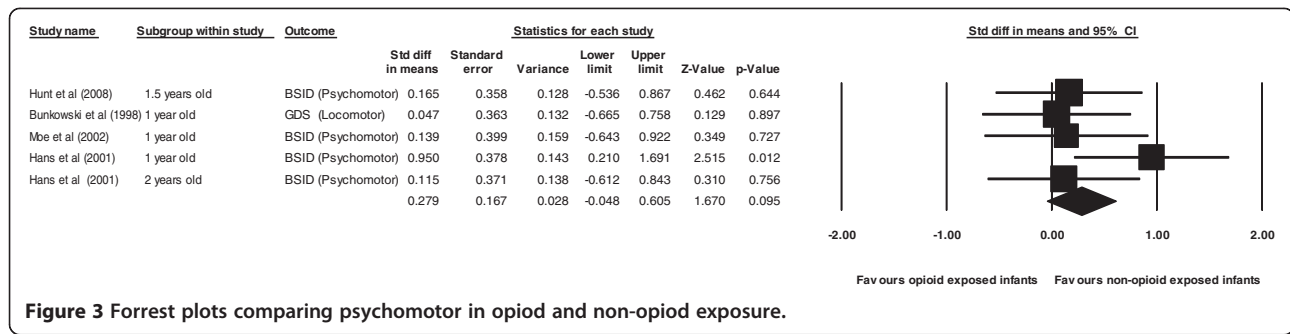 Study name Subgroup within study Outcome Statistics for each study Std diff in means and 95% CI
Std diff Standard Lower Upper
in means error Variance limit limit Z-Value p-Value
Hunt et al (2008) 1.5 years old BSID (Psychomotor) 0.165 0.358 0.128 -0.536 0.867 0.462 0.644
Bunkowski et al (1998) 1 year old GDS (Locomotor) 0.047 0.363 0.132 -0.665 0.758 0.129 0.897
Moe et al (2002) 1 year old BSID (Psychomotor) 0.139 0.399 0.159 -0.643 0.922 0.349 0.727
Hans et al (2001) 1 year old BSID (Psychomotor) 0.950 0.378 0.143 0.210 1.691 2.515 0.012
Hans et al (2001) 2 years old BSID (Psychomotor) 0.115 0.371 0.138 -0.612 0.843 0.310 0.756
0.279 0.167 0.028 -0.048 0.605 1.670 0.095
-2.00 -1.00 0.00 1.00 2.00
Favours opioid exposed infants Favours non-opioid exposed infants
Figure 3 Forrest plots comparing psychomotor in opiod and non-opiod exposure.